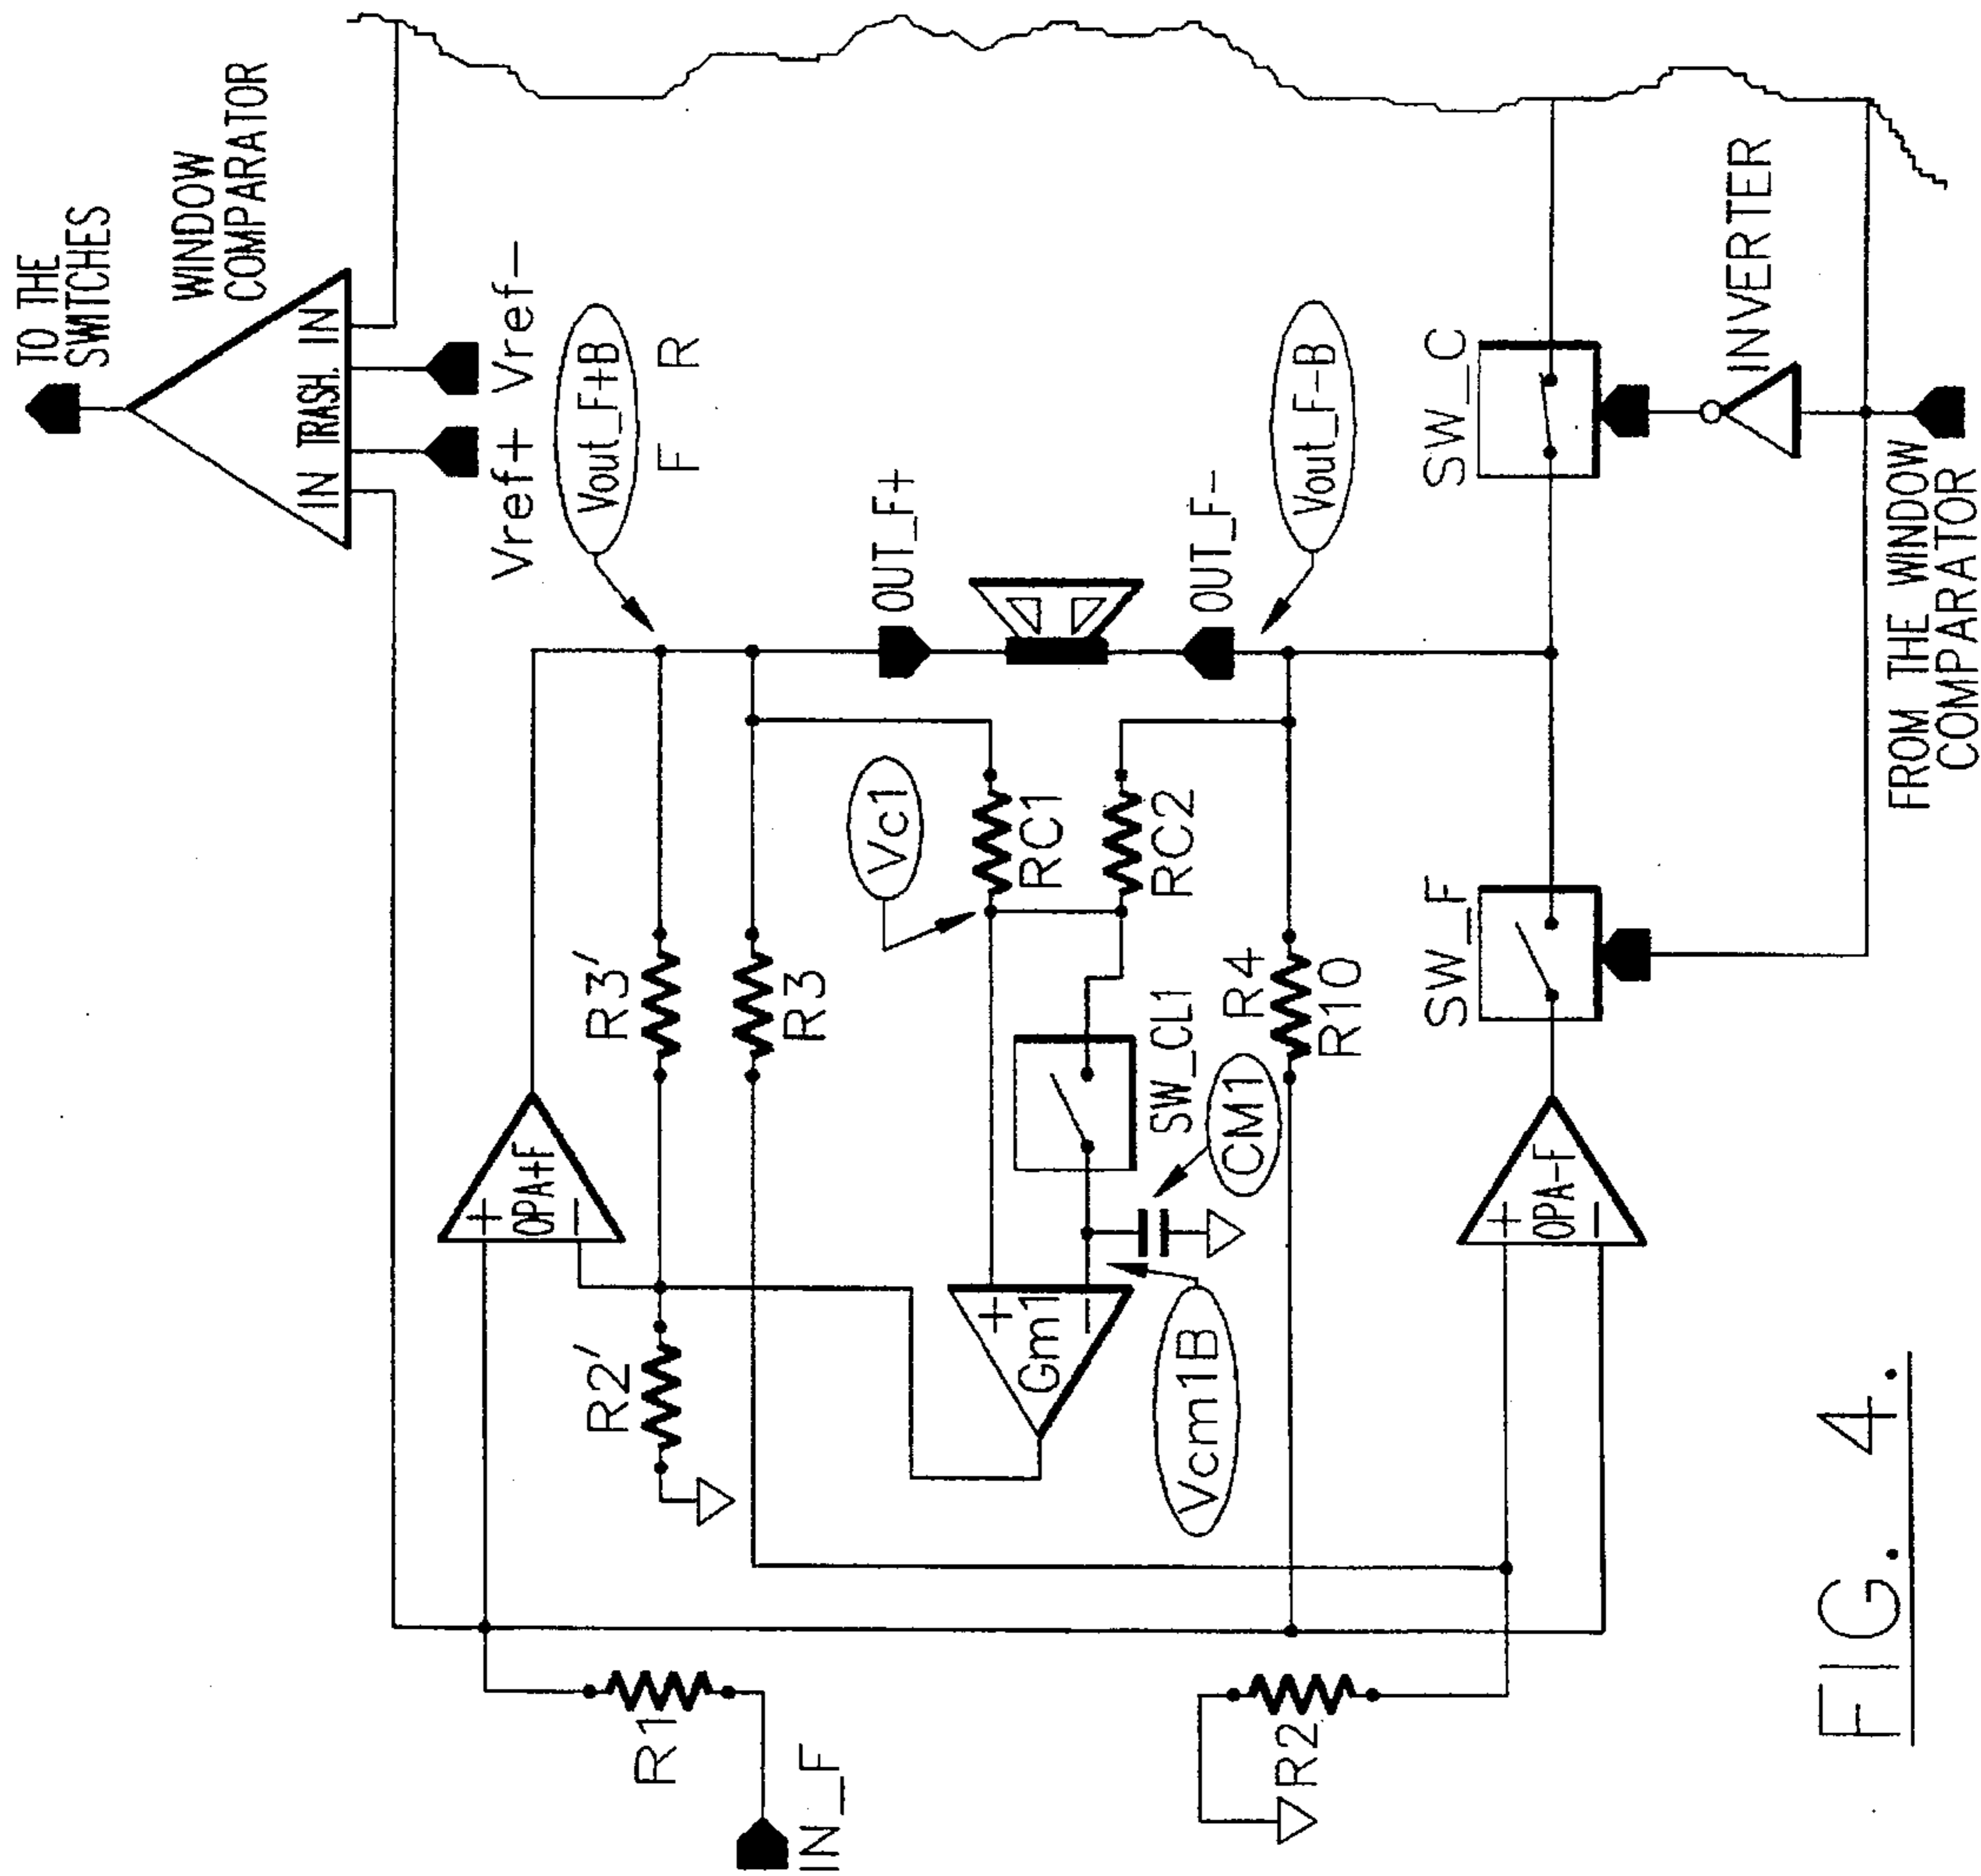 TO THE
SWITCHES
WINDOW
COMPARATOR
IN TRASH. IN
Vref+ Vref-
F R
Vout_F+B
OUT_F+
OUT_F-
Vout_F-B
Vc1
RC1
RC2
R3'
R3
R4
R10
SW_CL1
CM1
OPA+F
+
-
R2'
Gm1
+
-
Vcm1B
R1
IN_F
R2
OPA-F
+
-
SW_F
SW_C
INVERTER
FROM THE WINDOW
COMPARATOR
FIG. 4.